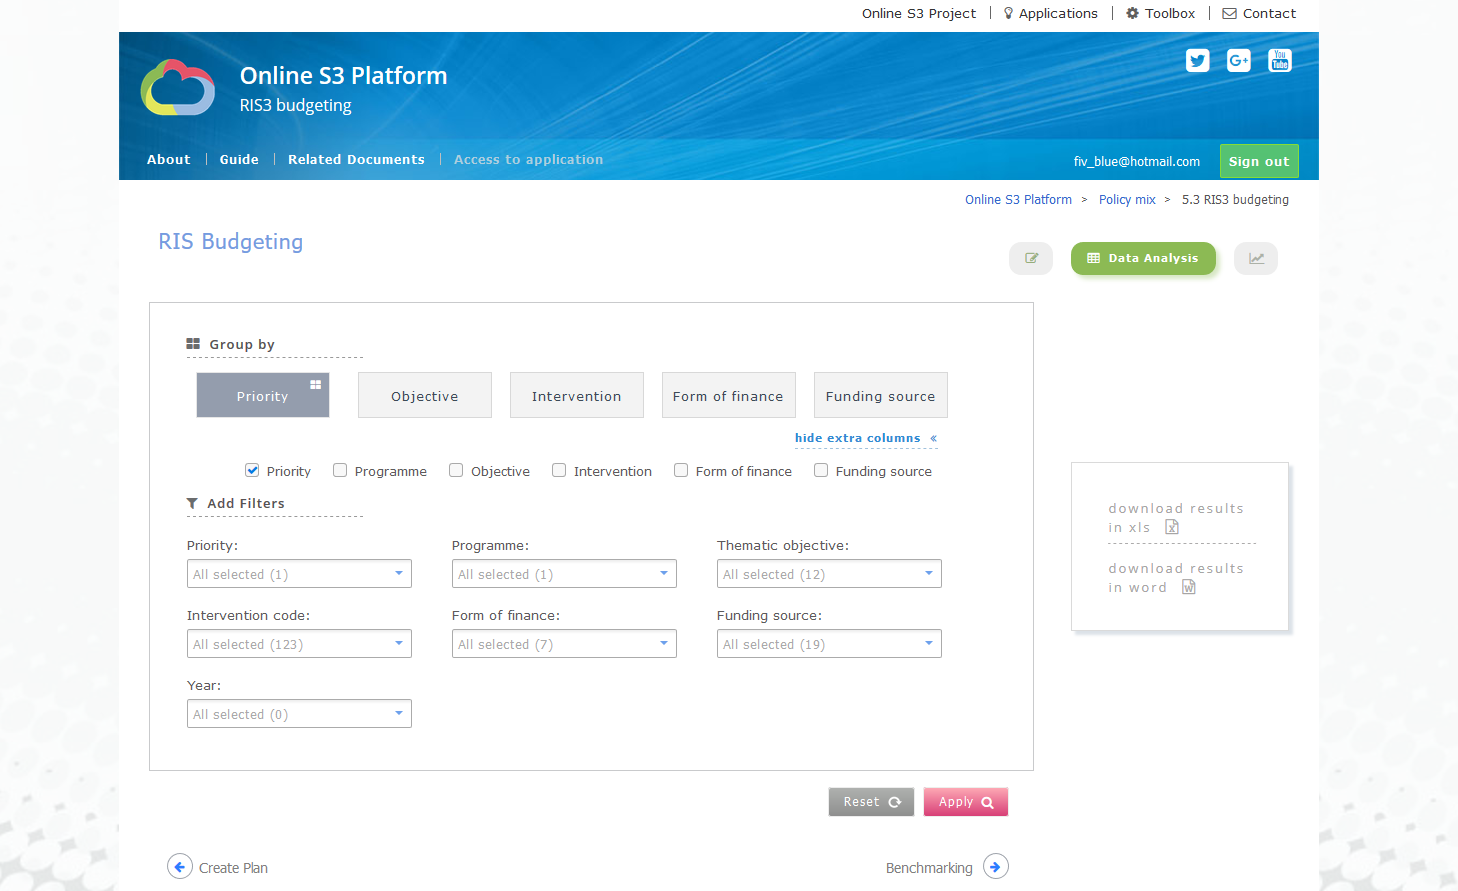 Online S3 Project | Applications | Toolbox | Contact
Online S3 Platform
RIS3 budgeting
You Tube
G+
About | Guide | Related Documents | Access to application
fiv_blue@hotmail.com Sign out
Online S3 Platform > Policy mix > 5.3 RIS3 budgeting
RIS Budgeting
Data Analysis
Group by
Priority Objective Intervention Form of finance Funding source
hide extra columns «
Priority Programme Objective Intervention Form of finance Funding source
Add Filters
Priority: Programme: Thematic objective:
All selected (1) All selected (1) All selected (12)
Intervention code: Form of finance: Funding source:
All selected (123) All selected (7) All selected (19)
Year:
All selected (0)
download results
in xls X
download results
in word W
Reset Apply
Create Plan Benchmarking